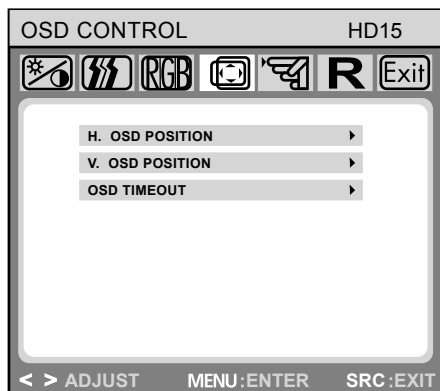 OSD CONTROL HD15
RGB R Exit
H. OSD POSITION
V. OSD POSITION
OSD TIMEOUT
< > ADJUST MENU:ENTER SRC:EXIT